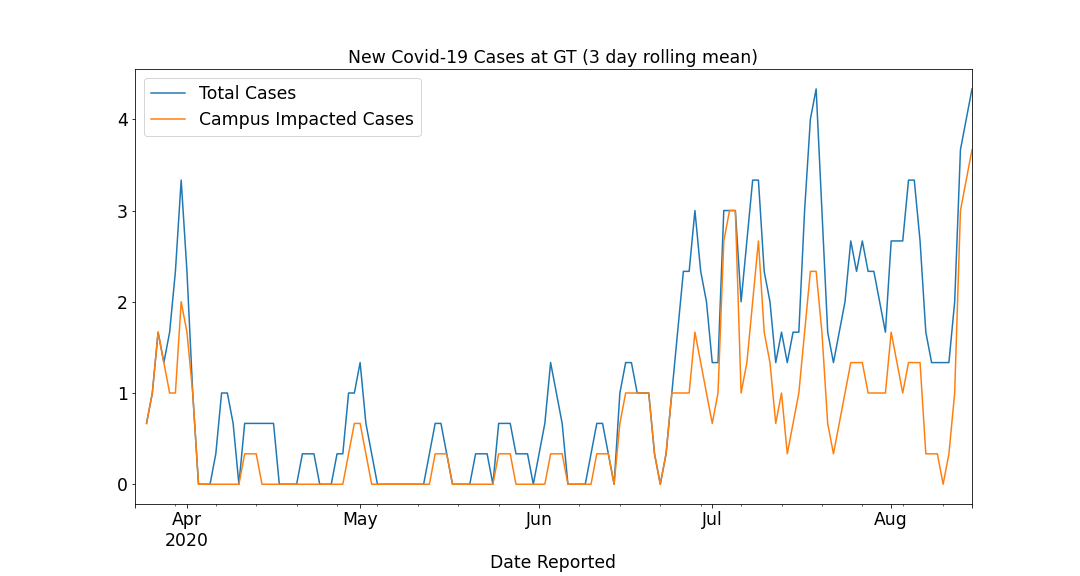 New Covid-19 Cases at GT (3 day rolling mean)
Total Cases
Campus Impacted Cases
4
3
2
1
0
Apr
2020
May
Jun
Jul
Aug
Date Reported